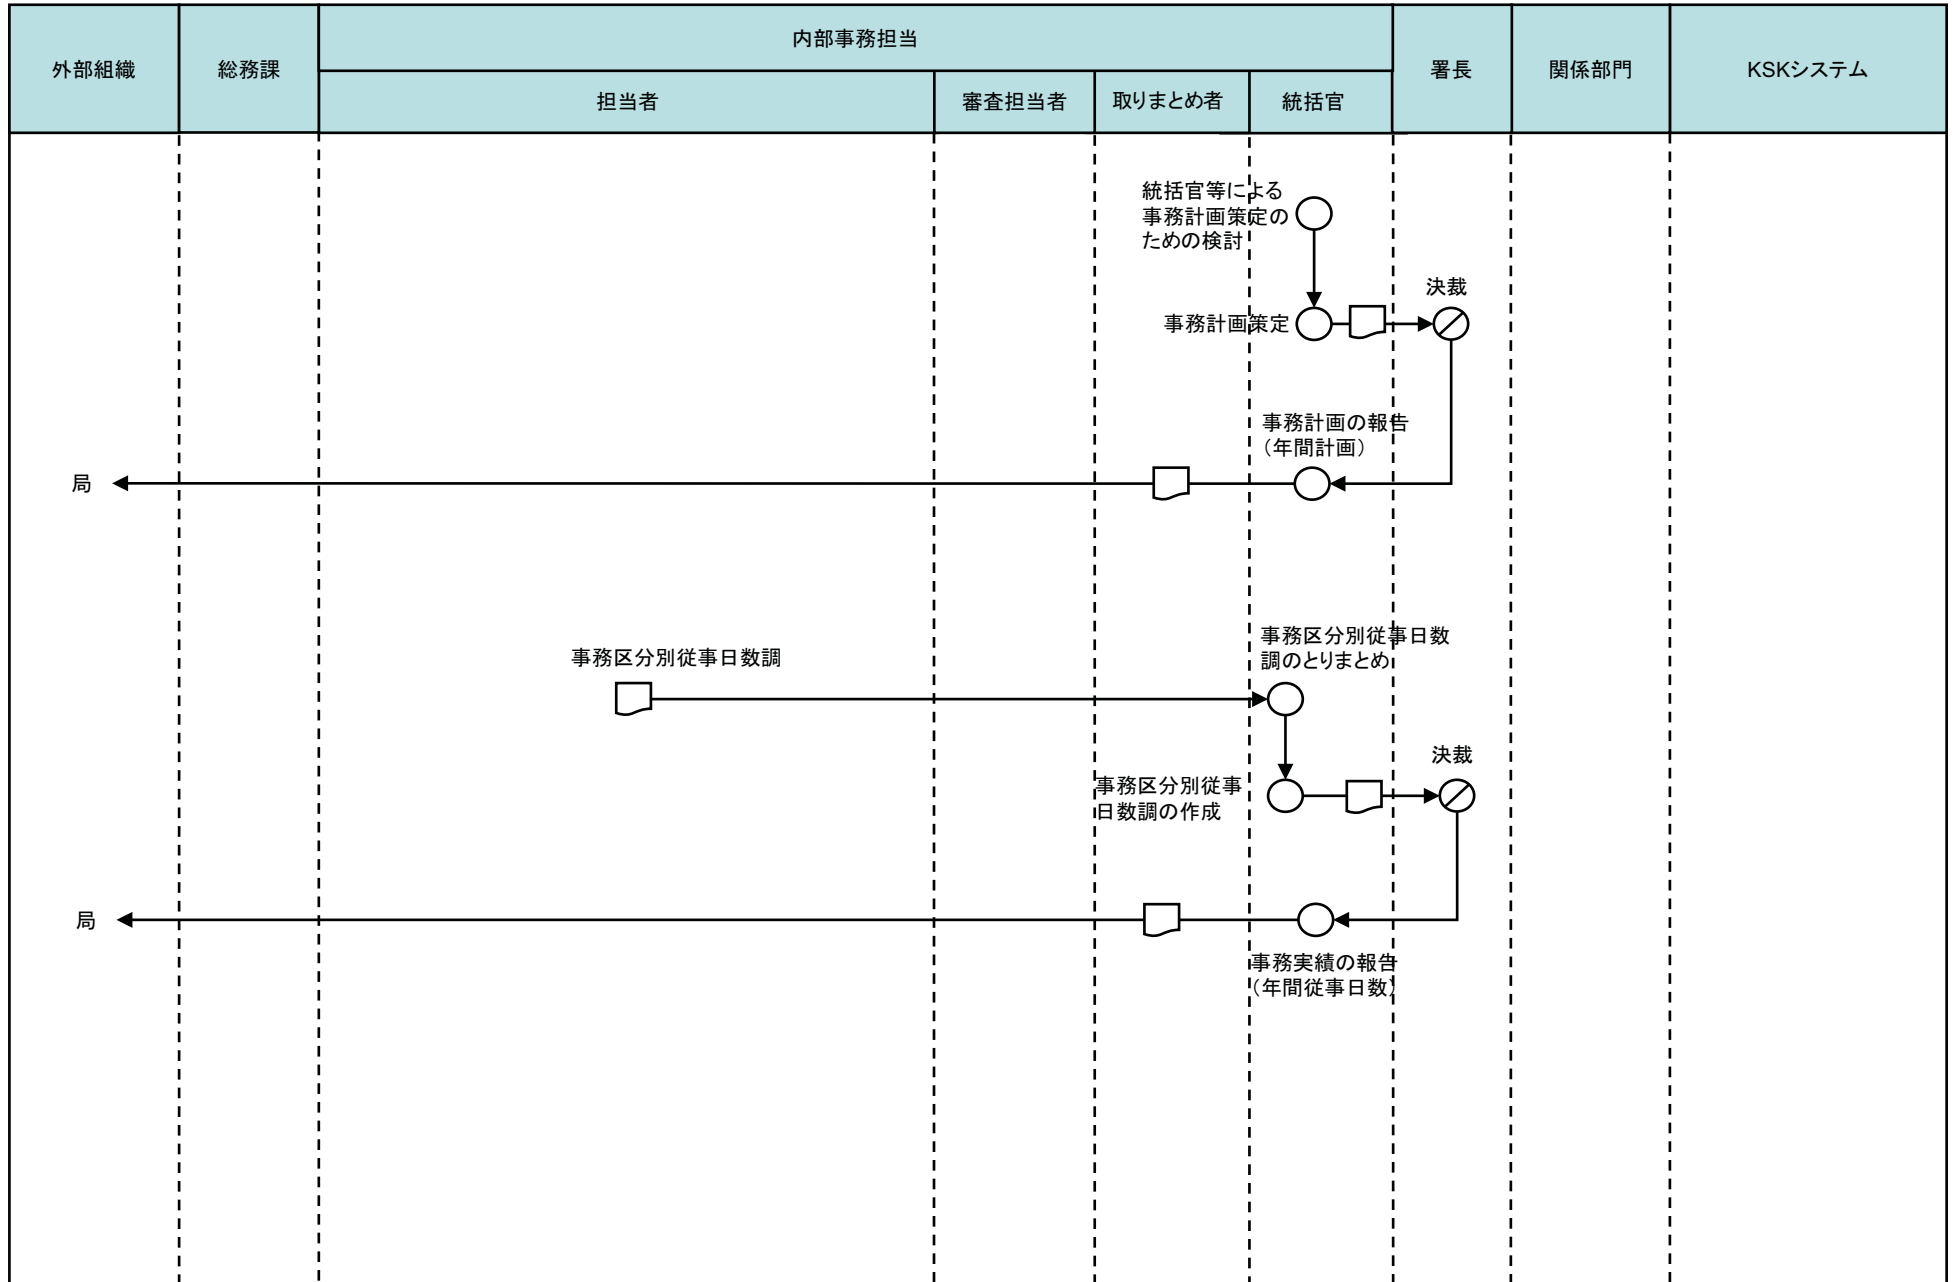 外部組織
総務課
内部事務担当
担当者
審査担当者
取りまとめ者
統括官
署長
関係部門
KSKシステム
統括官等による
事務計画策定の
ための検討
決裁
事務計画策定
事務計画の報告
（年間計画）
局
事務区分別従事日数調
事務区分別従事日数
調のとりまとめ
決裁
事務区分別従事
日数調の作成
局
事務実績の報告
（年間従事日数）